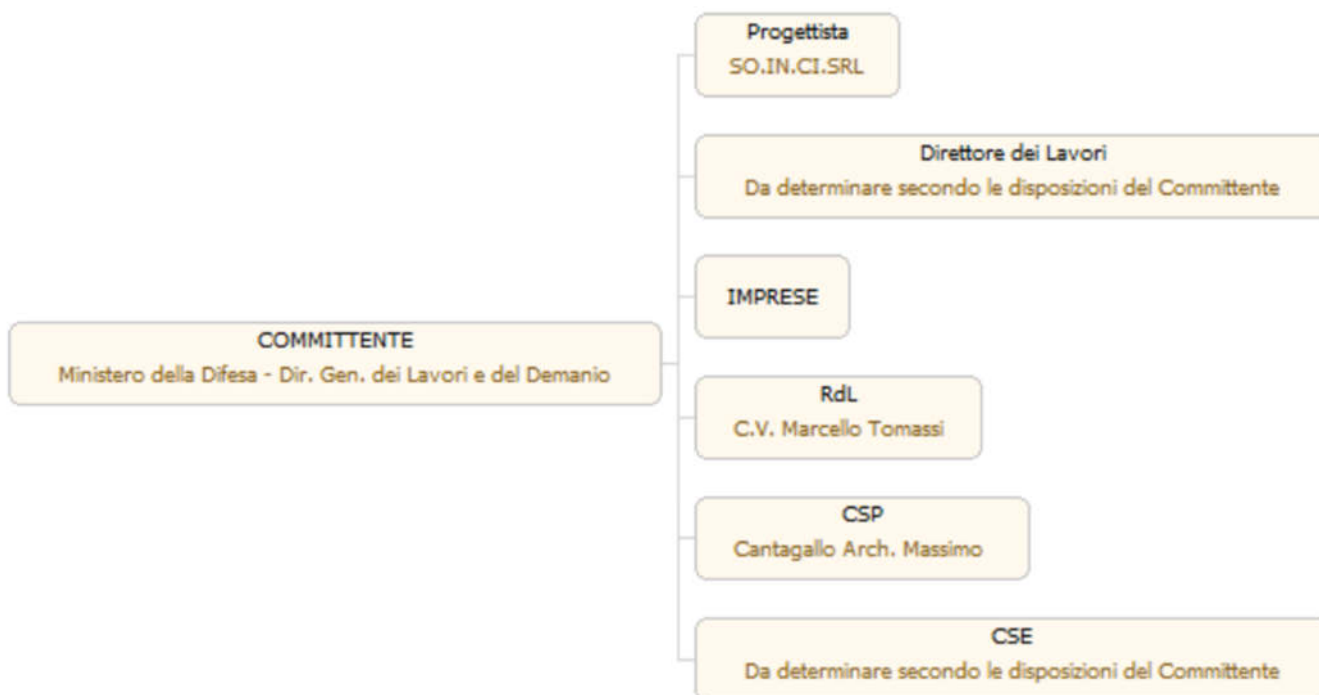 Progettista
SO.IN.CI.SRL
Direttore dei Lavori
Da determinare secondo le disposizioni del Committente
IMPRESE
COMMITTENTE
Ministero della Difesa - Dir. Gen. dei Lavori e del Demanio
RdL
C.V. Marcello Tomassi
CSP
Cantagallo Arch. Massimo
CSE
Da determinare secondo le disposizioni del Committente